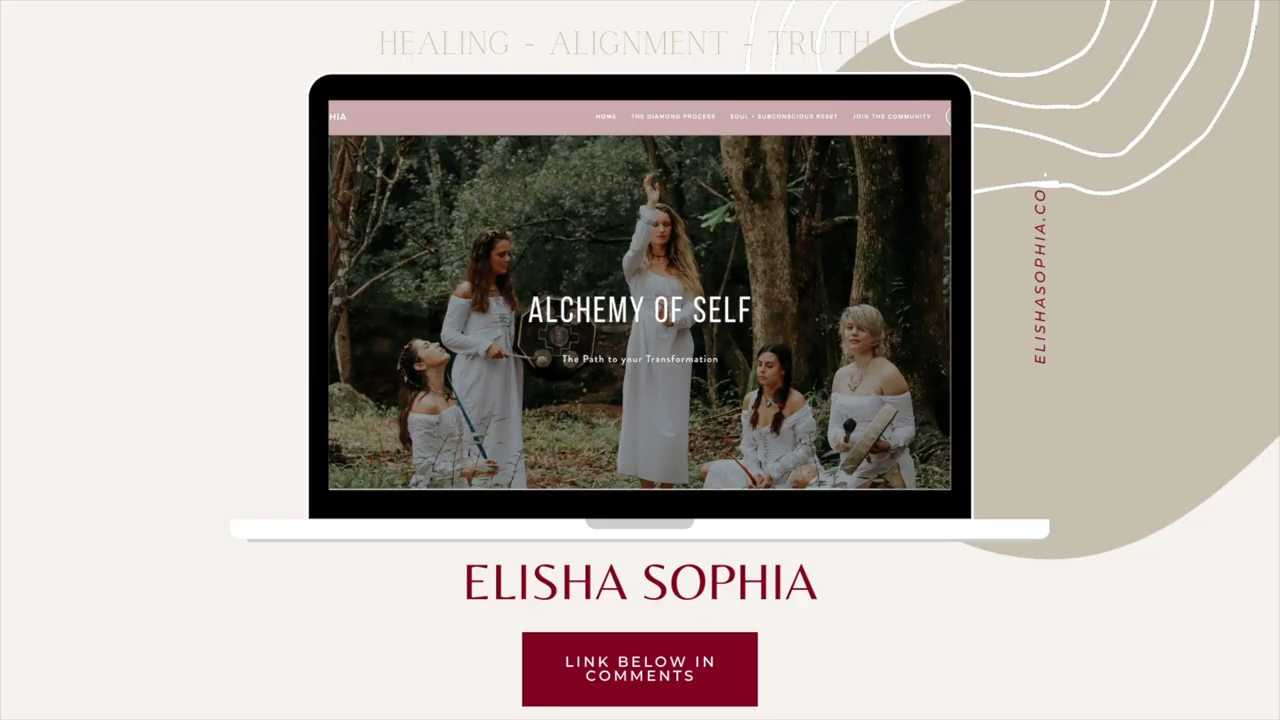 HEALING - ALIGNMENT - TRUTH
HIA
HOME THE DIAMOND PROCESS SOUL + SUBCONSCIOUS RESET JOIN THE COMMUNITY
ALCHEMY OF SELF
The Path to your Transformation
ELISHASOPHIA.CO
ELISHA SOPHIA
LINK BELOW IN
COMMENTS